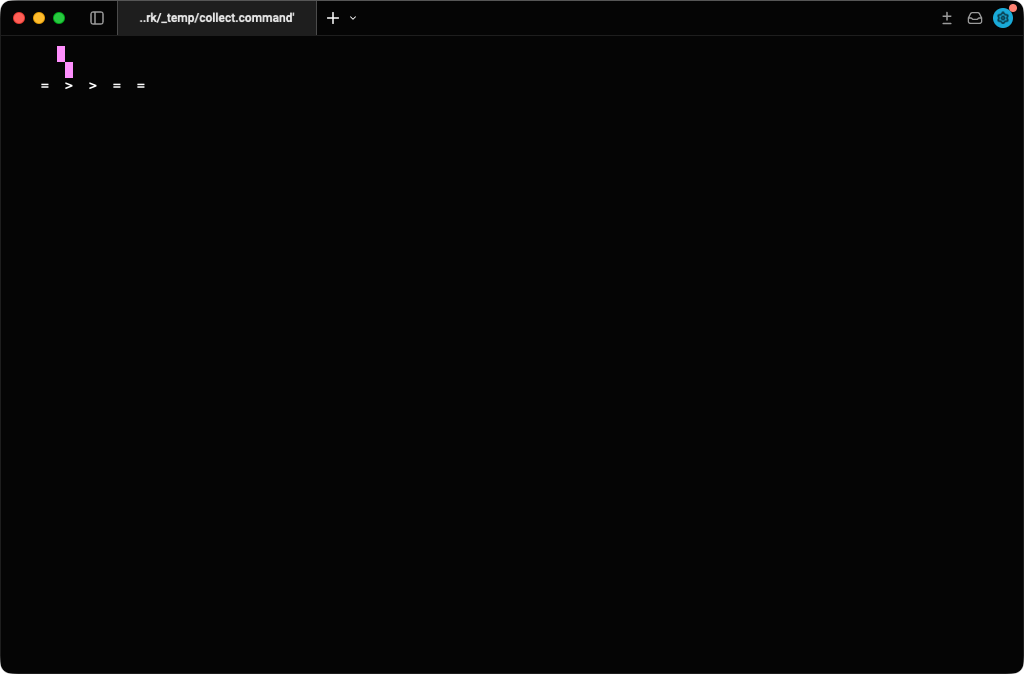 ..rk/_temp/collect.command'
= > > = =